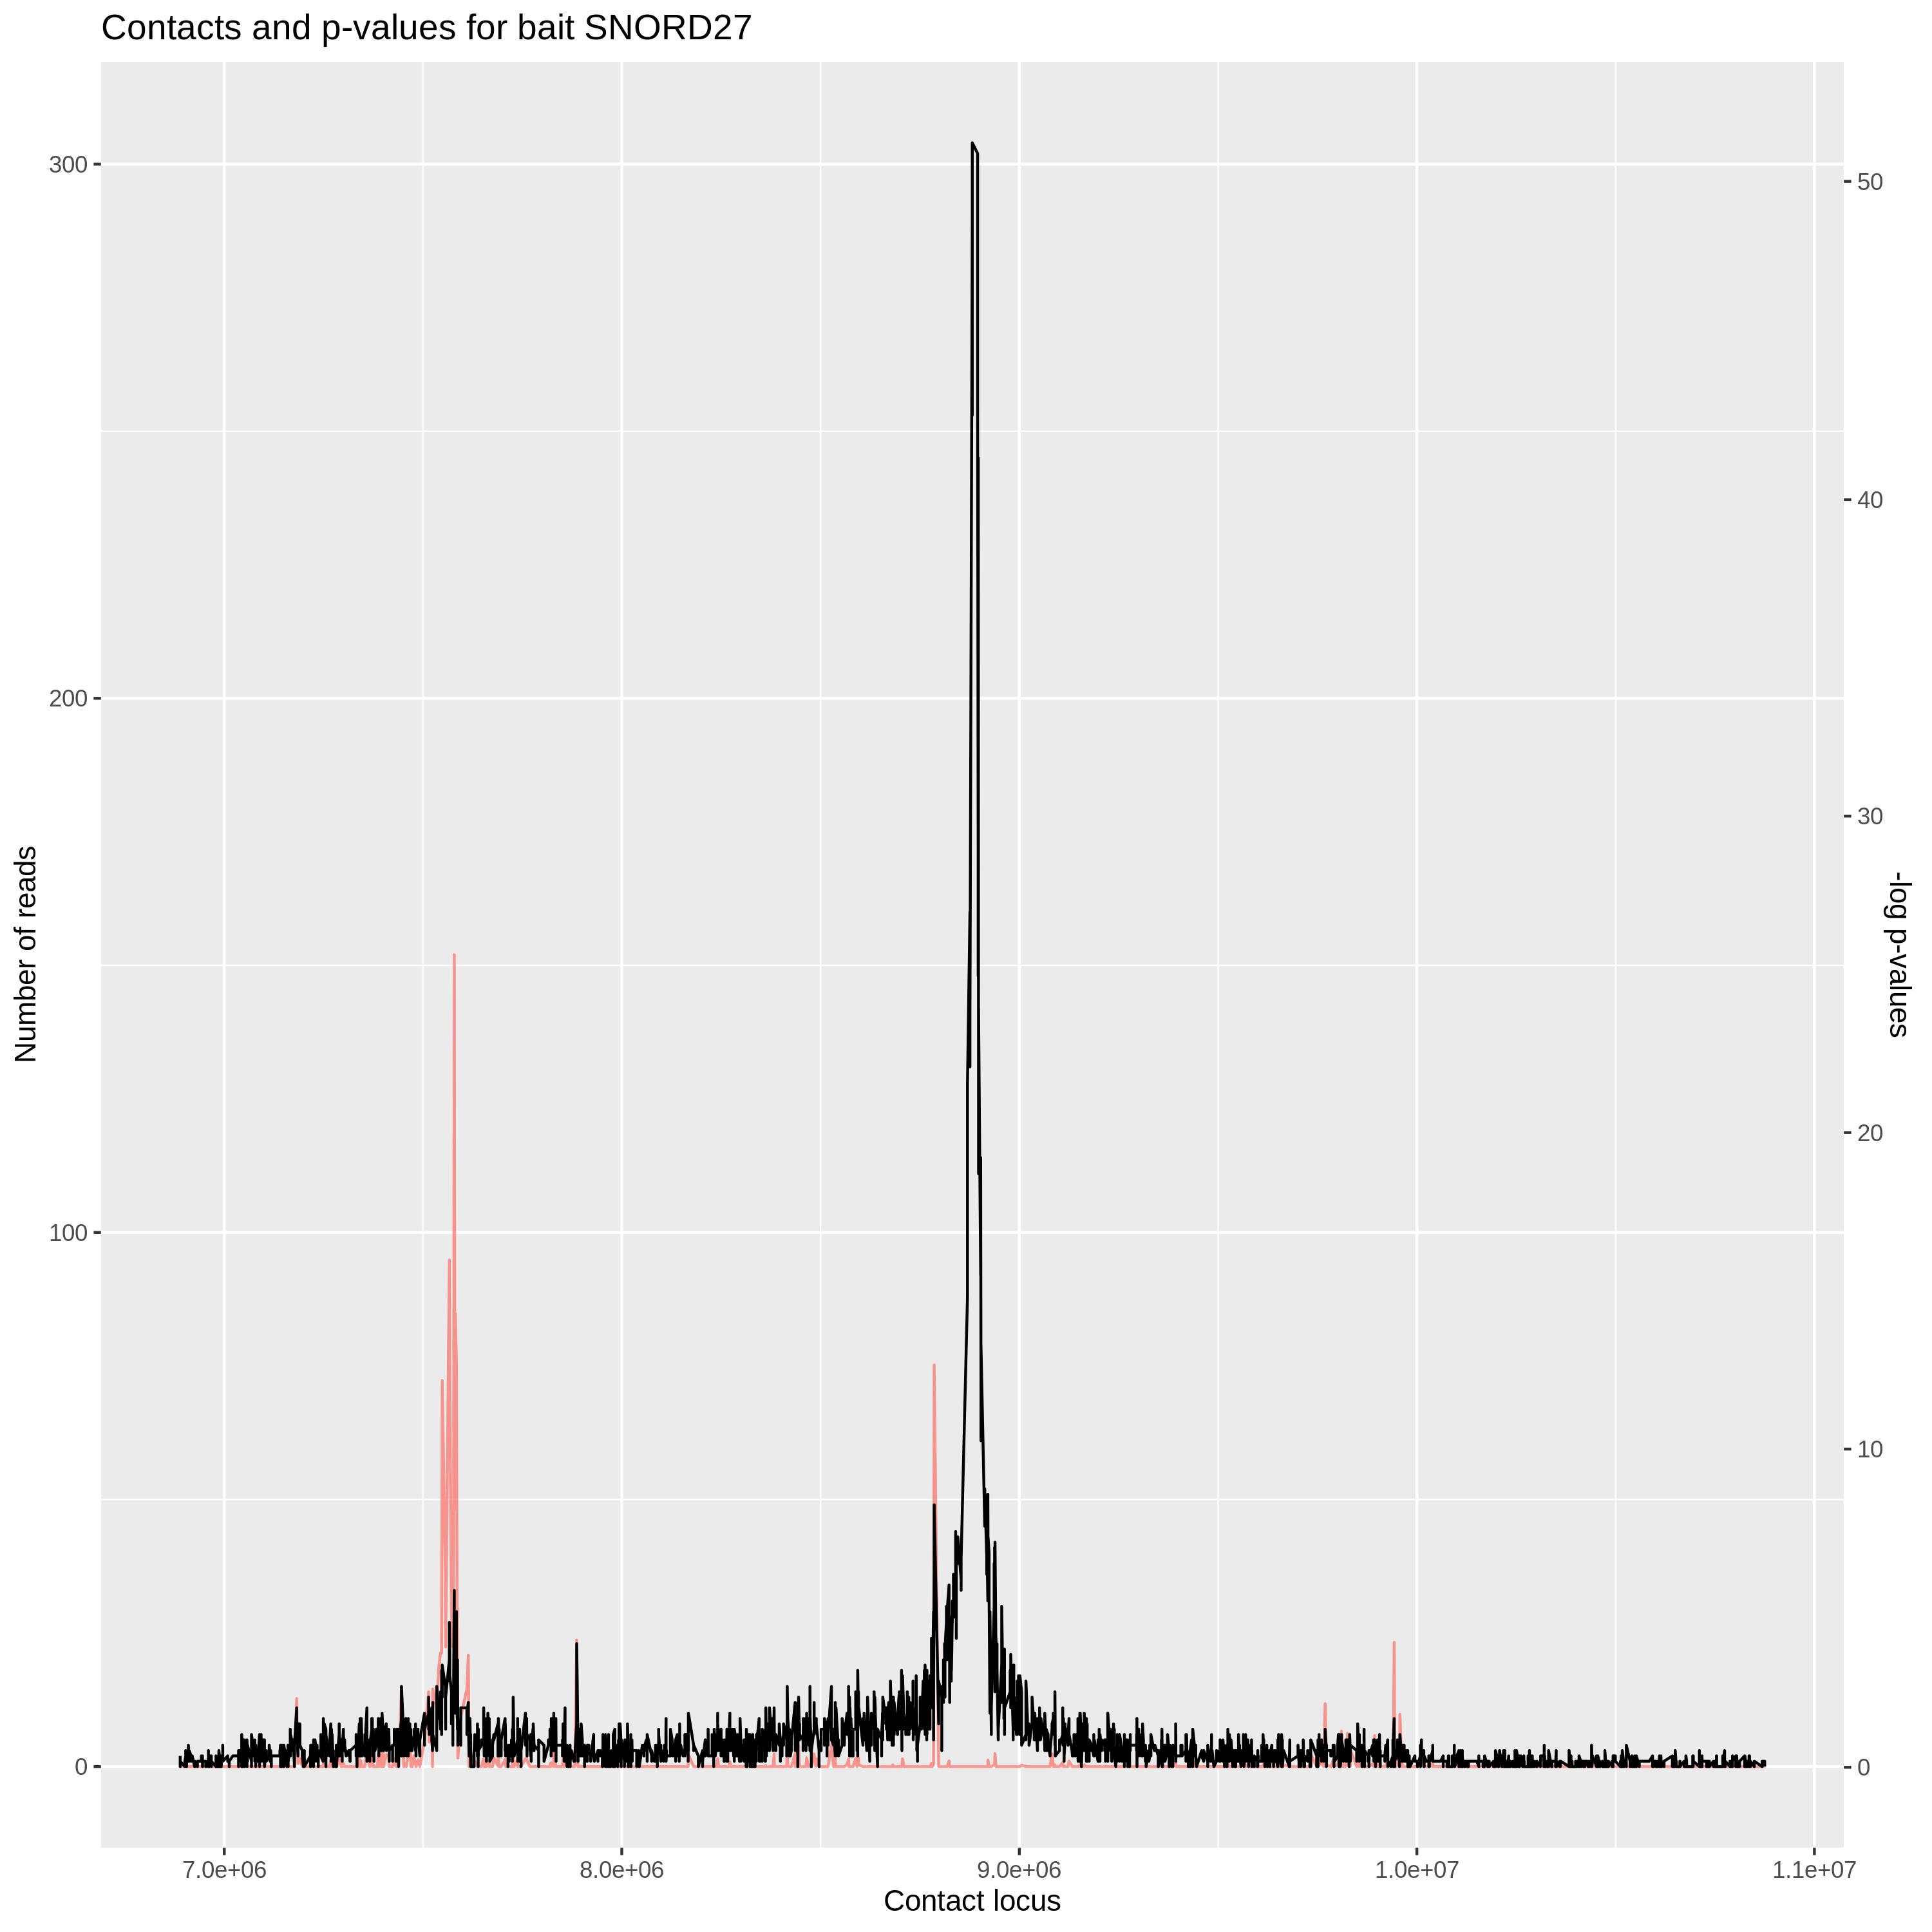 Contacts and p-values for bait SNORD27
300
200
100
0
50
40
30
20
10
0
Number of reads
-log p-values
7.0e+06 8.0e+06 9.0e+06 1.0e+07 1.1e+07
Contact locus